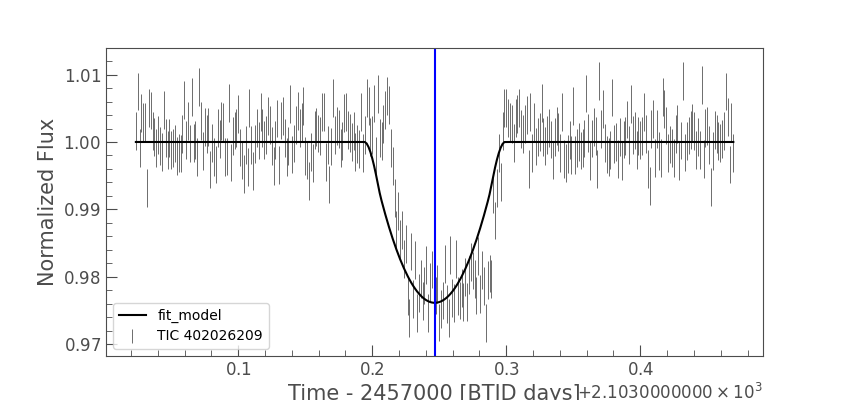 Normalized Flux
1.01
1.00
0.99
0.98
0.97
fit_model
TIC 402026209
0.1 0.2 0.3 0.4
Time - 2457000 [BTJD days]
+2.1030000000 × 10³